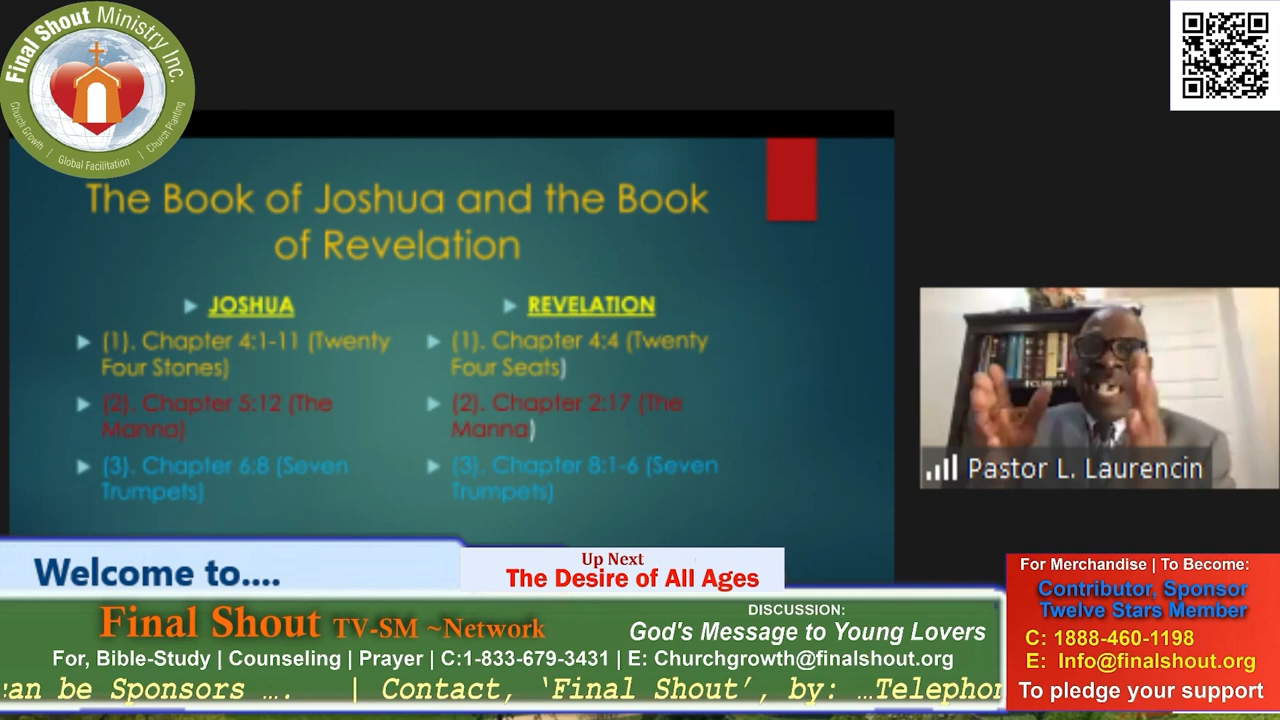 Final Shout Ministry Inc.
Church Growth | Global Facilitation | Church Planting
The Book of Joshua and the Book
of Revelation
JOSHUA
(1). Chapter 4:1-11 (Twenty
Four Stones)
(2). Chapter 5:12 (The
Manna)
(3). Chapter 6:8 (Seven
Trumpets)
REVELATION
(1). Chapter 4:4 (Twenty
Four Seats)
(2). Chapter 2:17 (The
Manna)
(3). Chapter 8:1-6 (Seven
Trumpets)
Pastor L. Laurencin
Welcome to....
Up Next
The Desire of All Ages
Final Shout TV-SM ~Network
DISCUSSION:
God's Message to Young Lovers
For, Bible-Study | Counseling | Prayer | C:1-833-679-3431 | E: Churchgrowth@finalshout.org
an be Sponsors .... | Contact, ‘Final Shout’, by: …Telephon
For Merchandise | To Become:
Contributor, Sponsor
Twelve Stars Member
C: 1888-460-1198
E: Info@finalshout.org
To pledge your support